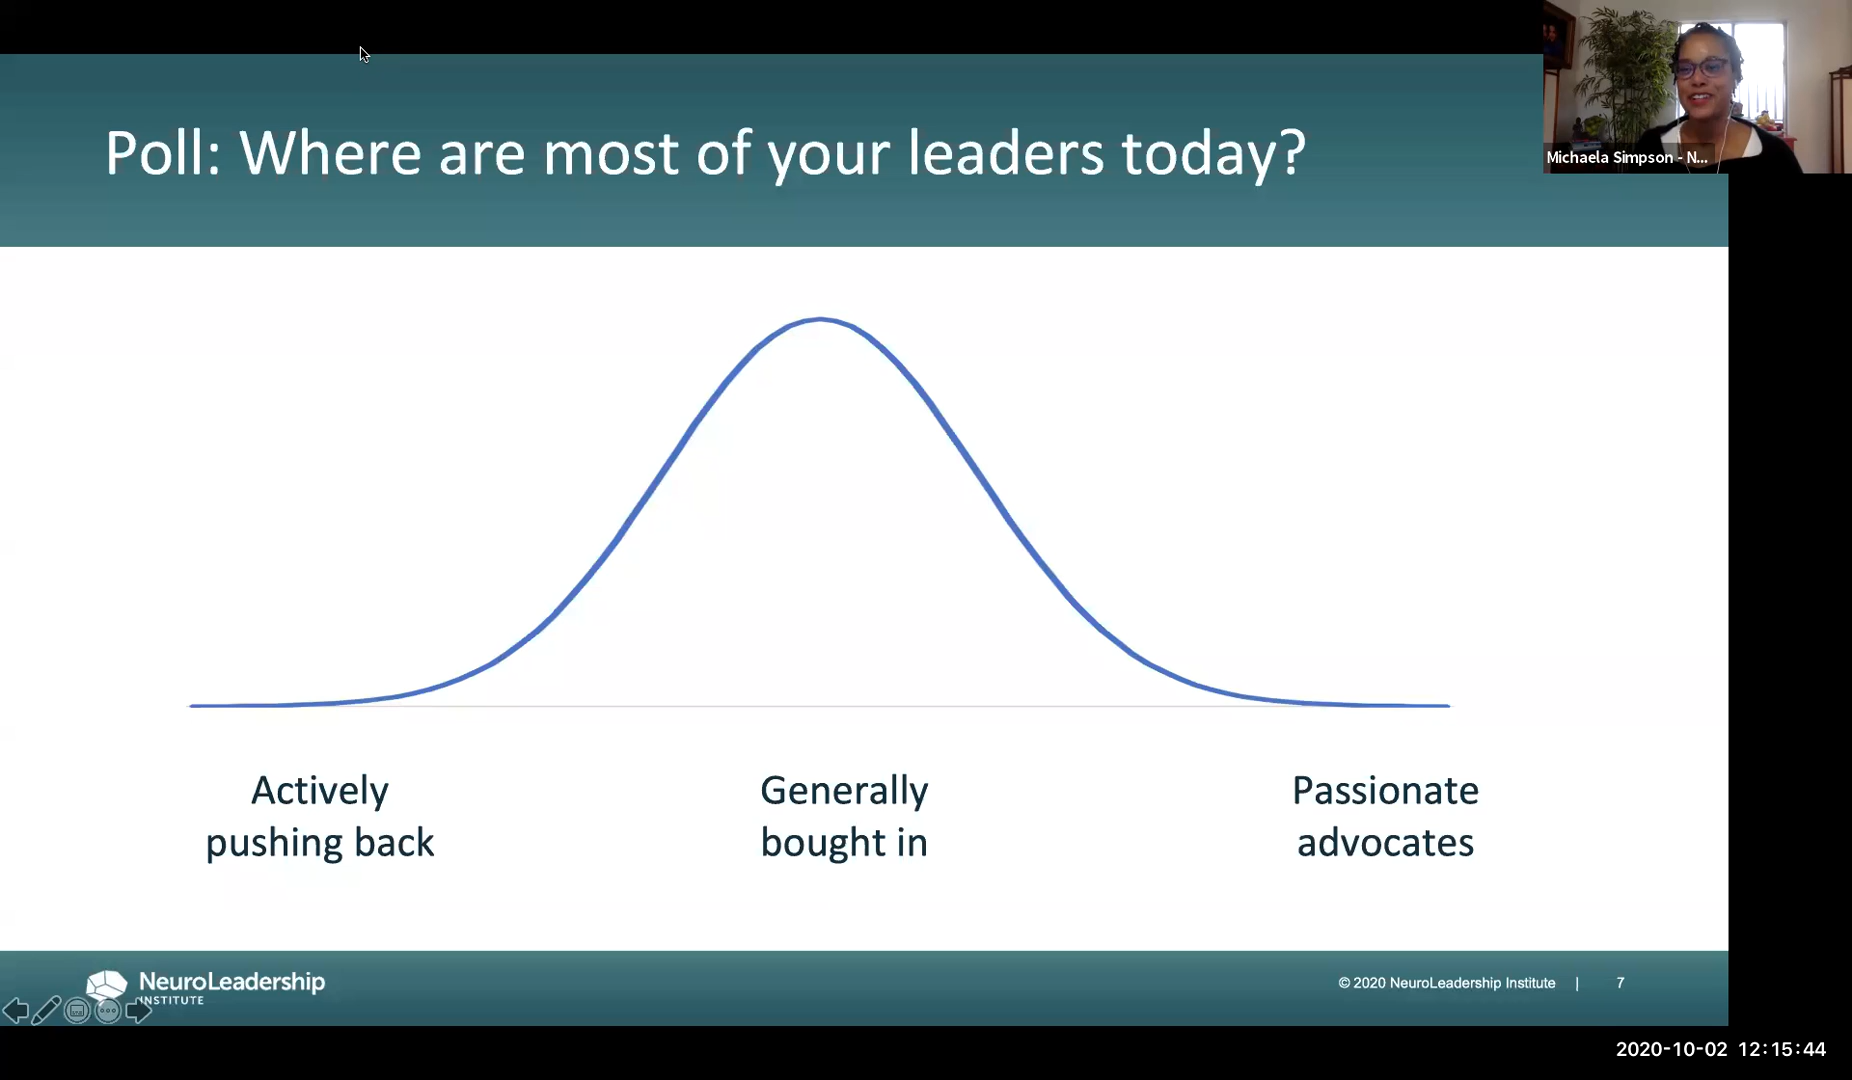 Poll: Where are most of your leaders today?
Michaela Simpson - N...
Actively
pushing back
Generally
bought in
Passionate
advocates
NeuroLeadership
INSTITUTE
© 2020 NeuroLeadership Institute | 7
2020-10-02 12:15:44